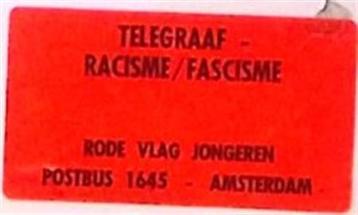 TELEGRAAF -
RACISME/FASCISME
RODE VLAG JONGEREN
POSTBUS 1645 - AMSTERDAM